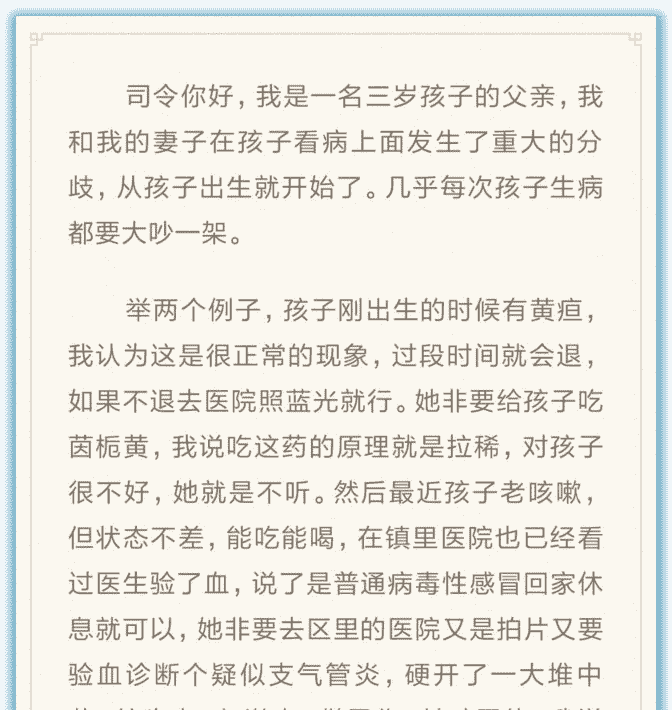 司令你好，我是一名三岁孩子的父亲，我
和我的妻子在孩子看病上面发生了重大的分
歧，从孩子出生就开始了。几乎每次孩子生病
都要大吵一架。
举两个例子，孩子刚出生的时候有黄疸，
我认为这是很正常的现象，过段时间就会退，
如果不退去医院照蓝光就行。她非要给孩子吃
茵栀黄，我说吃这药的原理就是拉稀，对孩子
很不好，她就是不听。然后最近孩子老咳嗽，
但状态不差，能吃能喝，在镇里医院也已经看
过医生验了血，说了是普通病毒性感冒回家休
息就可以，她非要去区里的医院又是拍片又要
验血诊断个疑似支气管炎，硬开了一大堆中